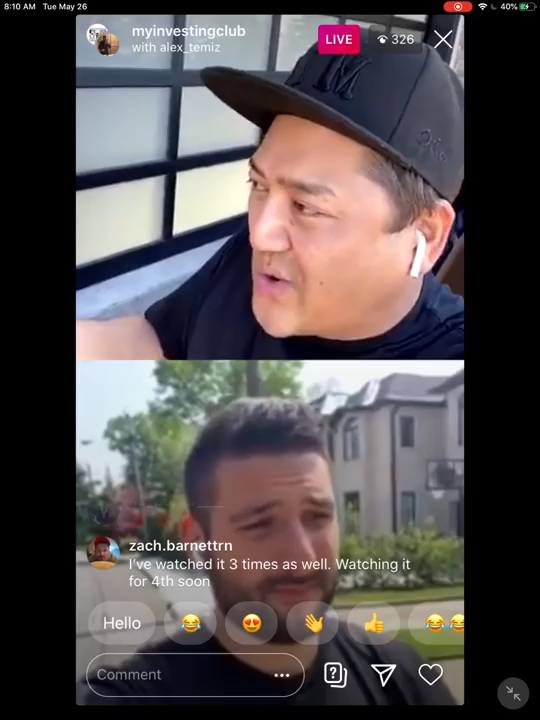 8:10 AM Tue May 26
40%
myinvestingclub
with alex_temiz
LIVE
326
zach.barnettrn
I've watched it 3 times as well. Watching it
for 4th soon
Hello
Comment